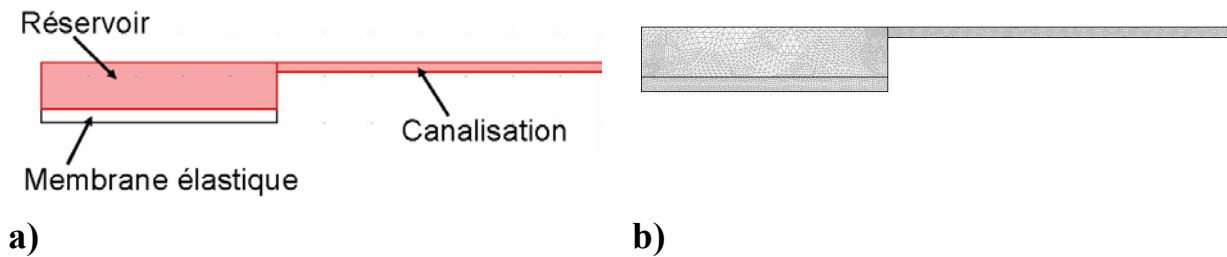 Réservoir
Canalisation
Membrane élastique
a)
b)